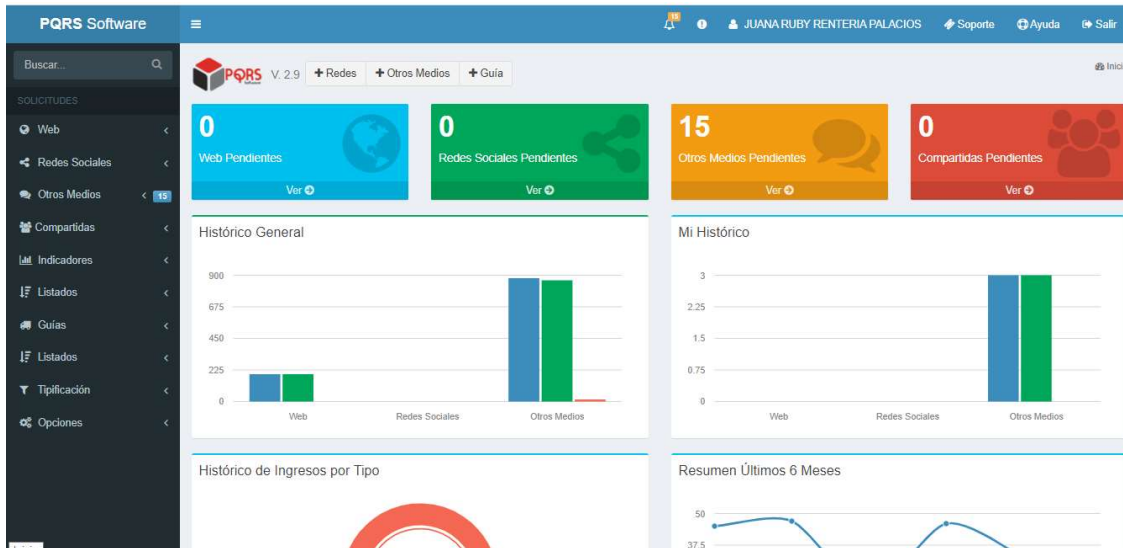 PQRS Software
15
JUANA RUBY RENTERIA PALACIOS
Soporte
Ayuda
Salir
Buscar...
SOLICITUDES
Web
Redes Sociales
Otros Medios
15
Compartidas
Indicadores
Listados
Guías
Listados
Tipificación
Opciones
PQRS
V. 2.9
+ Redes
+ Otros Medios
+ Guía
Inici
0
Web Pendientes
Ver
0
Redes Sociales Pendientes
Ver
15
Otros Medios Pendientes
Ver
0
Compartidas Pendientes
Ver
Histórico General
900
675
450
225
0
Web
Redes Sociales
Otros Medios
Mi Histórico
3
2.25
1.5
0.75
0
Web
Redes Sociales
Otros Medios
Histórico de Ingresos por Tipo
Resumen Últimos 6 Meses
50
37.5